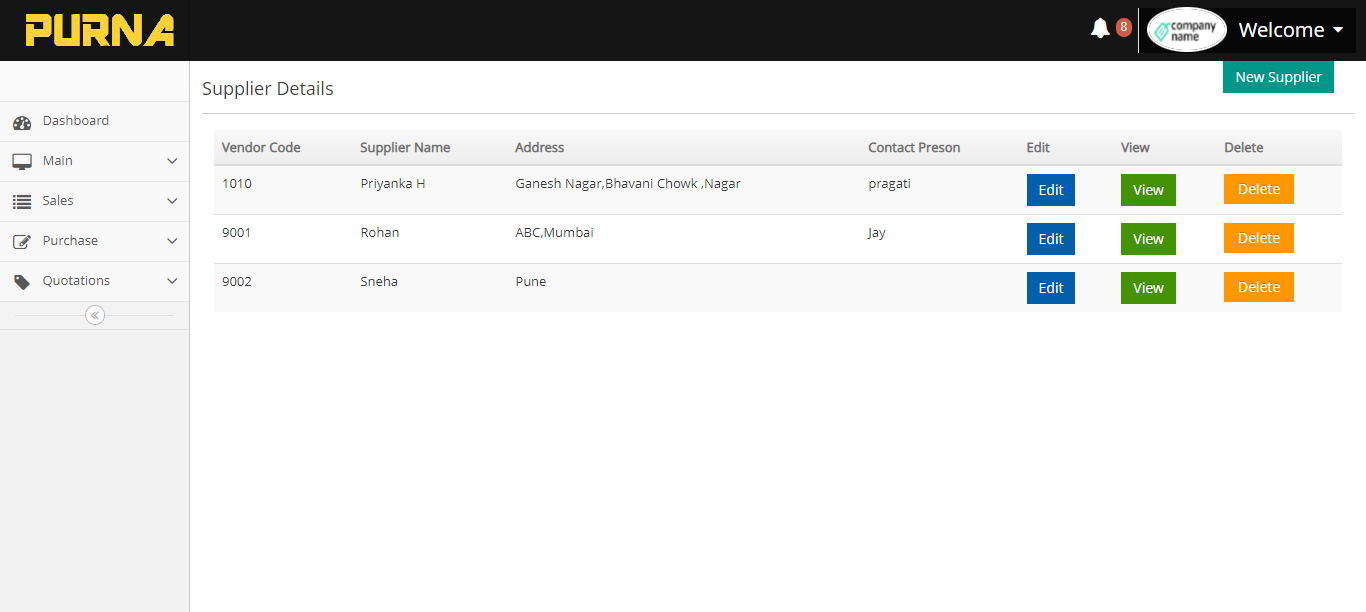 PURNA
8
company
name
Welcome
New Supplier
Supplier Details
Dashboard
Main
Sales
Purchase
Quotations
Vendor Code Supplier Name Address Contact Preson Edit View Delete
1010 Priyanka H Ganesh Nagar,Bhavani Chowk ,Nagar pragati Edit View Delete
9001 Rohan ABC,Mumbai Jay Edit View Delete
9002 Sneha Pune Edit View Delete